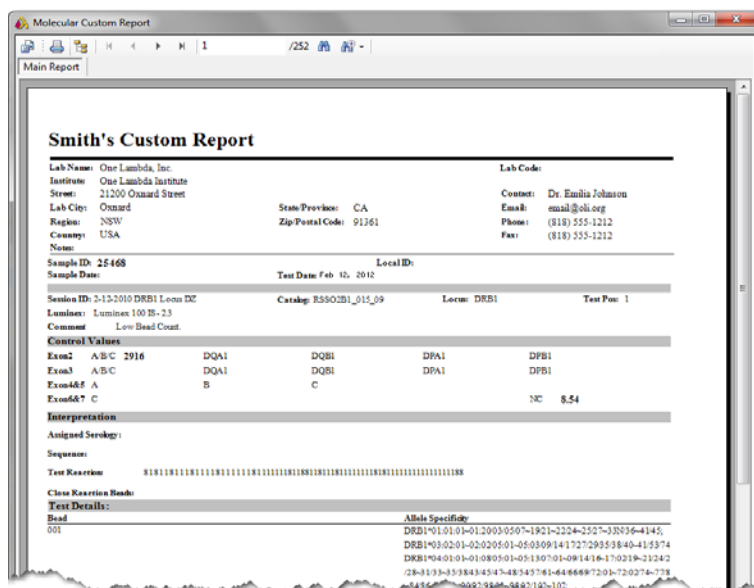 Molecular Custom Report
1 /252
Main Report
Smith's Custom Report
Lab Name: One Lambda, Inc. Lab Code:
Institute: One Lambda Institute
Street: 21200 Oxnard Street Contact: Dr. Emilia Johnson
Lab City: Oxnard State/Province: CA Email: email@oli.org
Region: NSW Zip/Postal Code: 91361 Phone: (818) 555-1212
Country: USA Fax: (818) 555-1212
Notes:
Sample ID: 25468 Local ID:
Sample Date: Test Date: Feb 12, 2012
Session ID: 2-12-2010 DRB1 Locus DZ Catalog: RSSO2B1_015_09 Locus: DRB1 Test Pos: 1
Luminex: Luminex 100 IS - 2.3
Comment Low Bead Count.
Control Values
Exon2 A/B/C 2916 DQA1 DQB1 DPA1 DPB1
Exon3 A/B/C DQA1 DQB1 DPA1 DPB1
Exon4&5 A B C
Exon6&7 C NC 8.54
Interpretation
Assigned Serology:
Sequence:
Test Reaction:
Close Reaction Beads:
Test Details:
Bead Allele Specificity
001